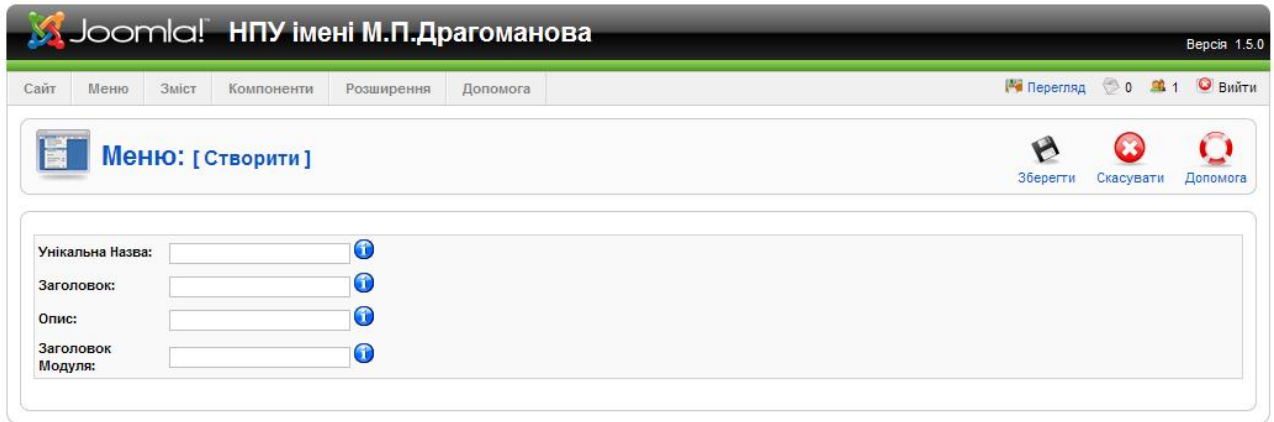 Joomla! НПУ імені М.П.Драгоманова
Версія 1.5.0
Сайт Меню Зміст Компоненти Розширення Допомога Перегляд 0 1 Вийти
Меню: [ Створити ]
Зберегти Скасувати Допомога
Унікальна Назва:
Заголовок:
Опис:
Заголовок
Модуля: